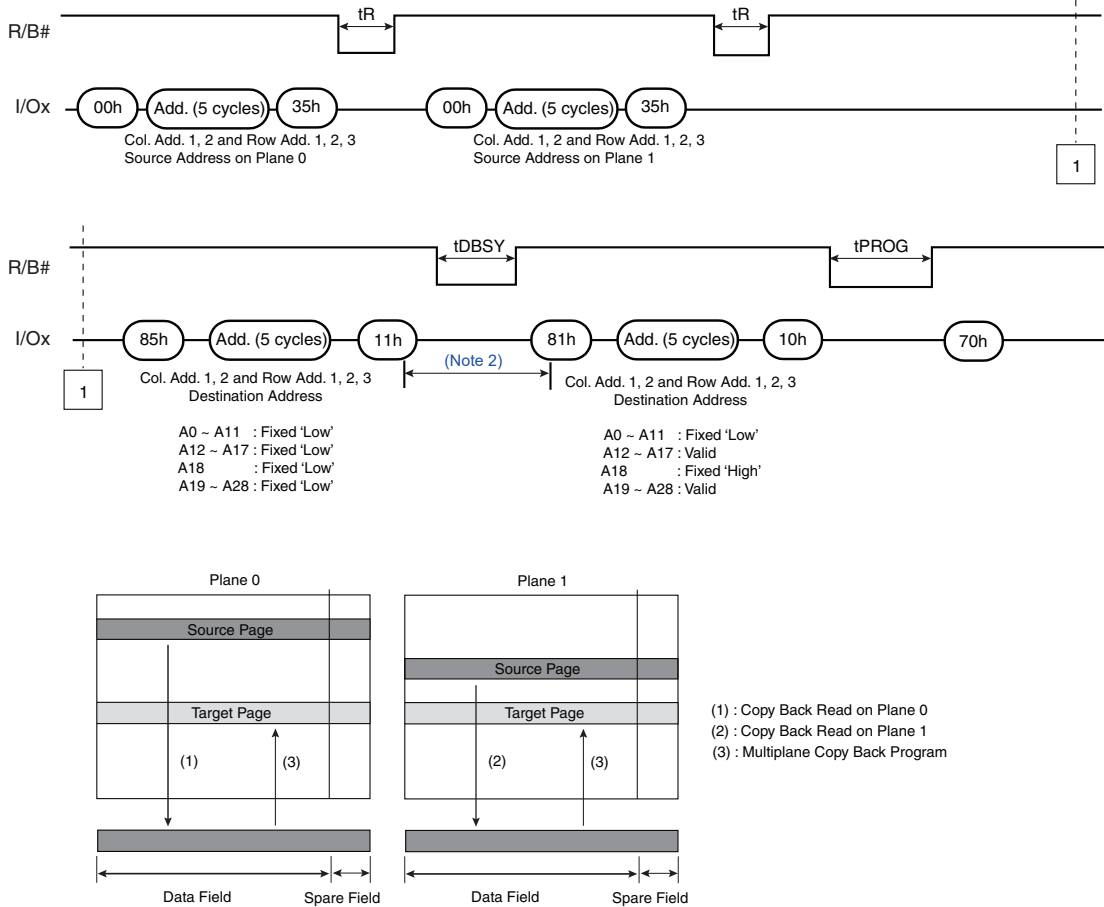 tR tR
R/B#
I/Ox 00h Add. (5 cycles) 35h 00h Add. (5 cycles) 35h
Col. Add. 1, 2 and Row Add. 1, 2, 3
Source Address on Plane 0
Col. Add. 1, 2 and Row Add. 1, 2, 3
Source Address on Plane 1
1
tDBSY tPROG
R/B#
I/Ox 85h Add. (5 cycles) 11h 81h Add. (5 cycles) 10h 70h
(Note 2)
1
Col. Add. 1, 2 and Row Add. 1, 2, 3
Destination Address
A0 ~ A11 : Fixed ‘Low’
A12 ~ A17 : Fixed ‘Low’
A18 : Fixed ‘Low’
A19 ~ A28 : Fixed ‘Low’
Col. Add. 1, 2 and Row Add. 1, 2, 3
Destination Address
A0 ~ A11 : Fixed ‘Low’
A12 ~ A17 : Valid
A18 : Fixed ‘High’
A19 ~ A28 : Valid
Plane 0
Source Page
Target Page
(1) (3)
Data Field Spare Field
Plane 1
Source Page
Target Page
(2) (3)
Data Field Spare Field
(1) : Copy Back Read on Plane 0
(2) : Copy Back Read on Plane 1
(3) : Multiplane Copy Back Program